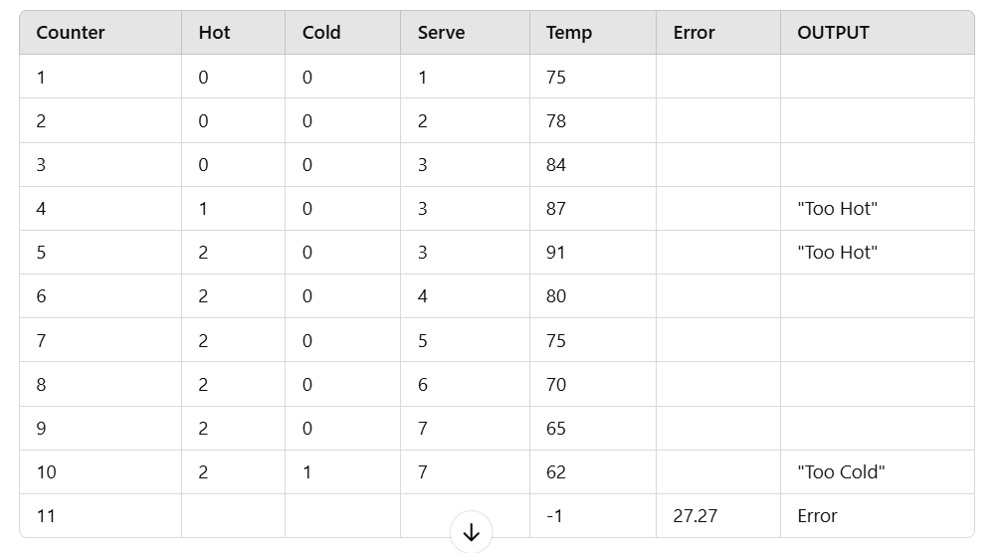 Counter Hot Cold Serve Temp Error OUTPUT
1 0 0 1 75
2 0 0 2 78
3 0 0 3 84
4 1 0 3 87 "Too Hot"
5 2 0 3 91 "Too Hot"
6 2 0 4 80
7 2 0 5 75
8 2 0 6 70
9 2 0 7 65
10 2 1 7 62 "Too Cold"
11 -1 27.27 Error